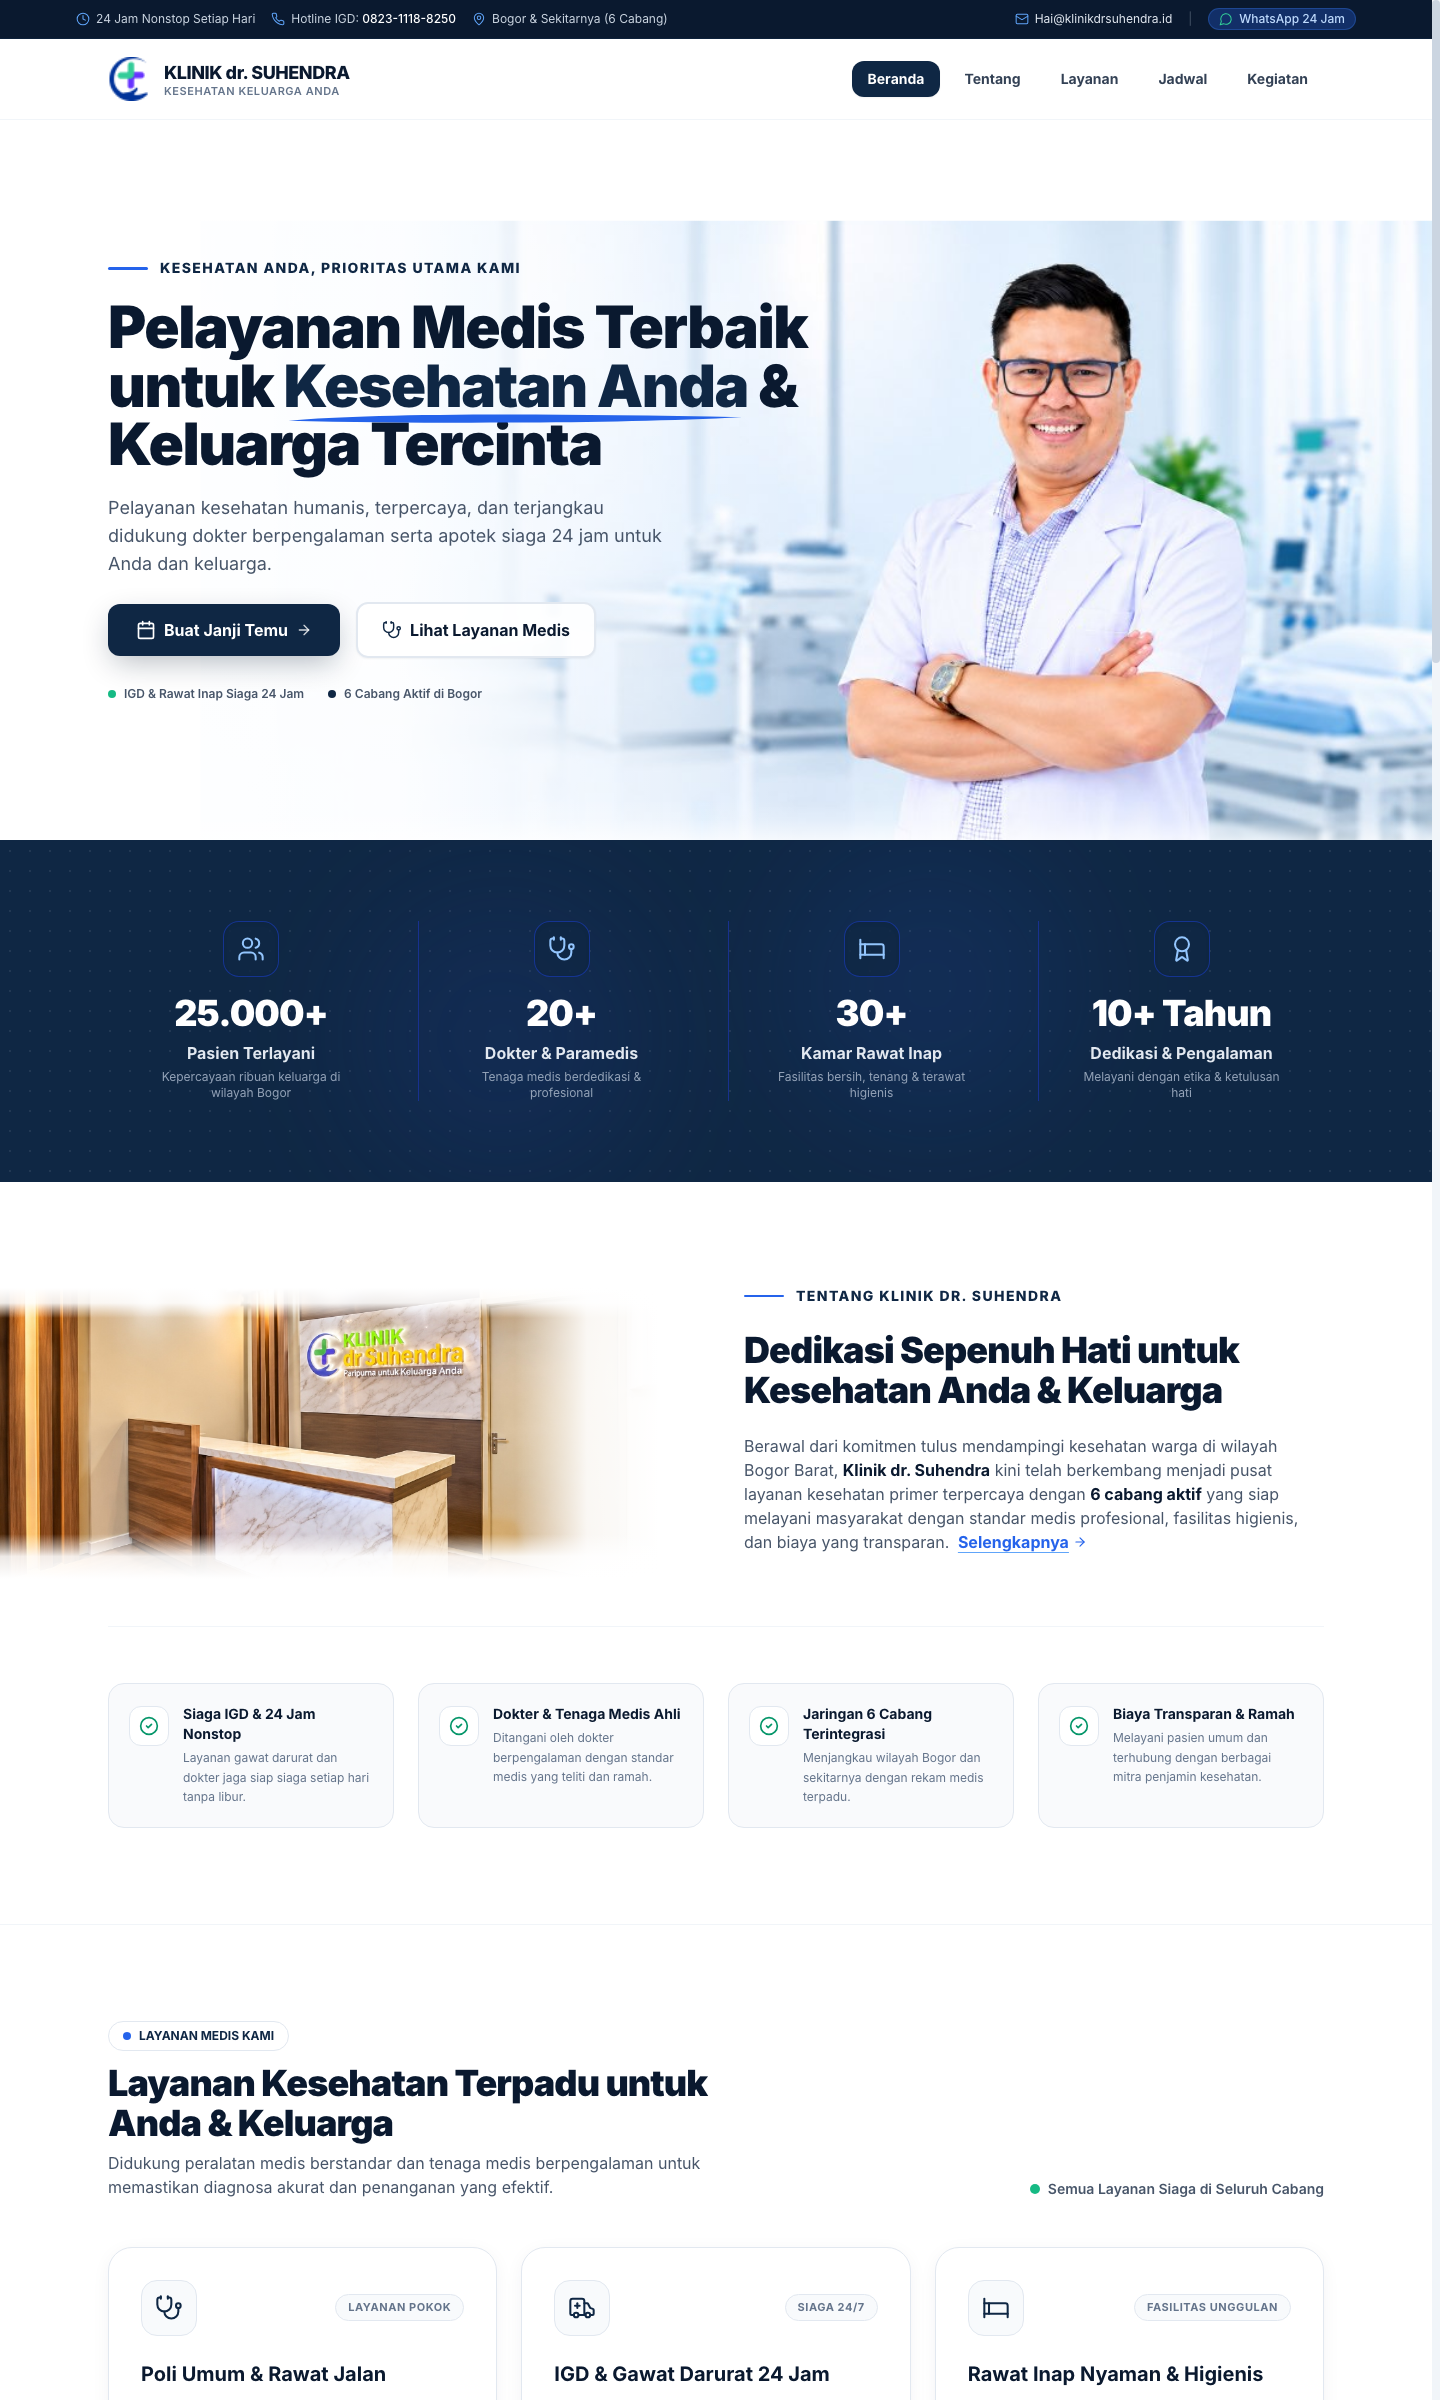 24 Jam Nonstop Setiap Hari
Hotline IGD: 0823-1118-8250
Bogor & Sekitarnya (6 Cabang)
Hai@klinikdrsuhendra.id
WhatsApp 24 Jam
KLINIK dr. SUHENDRA
KESEHATAN KELUARGA ANDA
Beranda
Tentang
Layanan
Jadwal
Kegiatan
KESEHATAN ANDA, PRIORITAS UTAMA KAMI
Pelayanan Medis Terbaik
untuk Kesehatan Anda &
Keluarga Tercinta
Pelayanan kesehatan humanis, terpercaya, dan terjangkau
didukung dokter berpengalaman serta apotek siaga 24 jam untuk
Anda dan keluarga.
Buat Janji Temu
Lihat Layanan Medis
IGD & Rawat Inap Siaga 24 Jam
6 Cabang Aktif di Bogor
25.000+
Pasien Terlayani
Kepercayaan ribuan keluarga di
wilayah Bogor
20+
Dokter & Paramedis
Tenaga medis berdedikasi &
profesional
30+
Kamar Rawat Inap
Fasilitas bersih, tenang & terawat
higienis
10+ Tahun
Dedikasi & Pengalaman
Melayani dengan etika & ketulusan
hati
KLINIK
dr Suhendra
Paripurna untuk Keluarga Anda
TENTANG KLINIK DR. SUHENDRA
Dedikasi Sepenuh Hati untuk
Kesehatan Anda & Keluarga
Berawal dari komitmen tulus mendampingi kesehatan warga di wilayah
Bogor Barat, Klinik dr. Suhendra kini telah berkembang menjadi pusat
layanan kesehatan primer terpercaya dengan 6 cabang aktif yang siap
melayani masyarakat dengan standar medis profesional, fasilitas higienis,
dan biaya yang transparan. Selengkapnya
Siaga IGD & 24 Jam
Nonstop
Layanan gawat darurat dan
dokter jaga siap siaga setiap hari
tanpa libur.
Dokter & Tenaga Medis Ahli
Ditangani oleh dokter
berpengalaman dengan standar
medis yang teliti dan ramah.
Jaringan 6 Cabang
Terintegrasi
Menjangkau wilayah Bogor dan
sekitarnya dengan rekam medis
terpadu.
Biaya Transparan & Ramah
Melayani pasien umum dan
terhubung dengan berbagai
mitra penjamin kesehatan.
LAYANAN MEDIS KAMI
Layanan Kesehatan Terpadu untuk
Anda & Keluarga
Didukung peralatan medis berstandar dan tenaga medis berpengalaman untuk
memastikan diagnosa akurat dan penanganan yang efektif.
Semua Layanan Siaga di Seluruh Cabang
LAYANAN POKOK
Poli Umum & Rawat Jalan
SIAGA 24/7
IGD & Gawat Darurat 24 Jam
FASILITAS UNGGULAN
Rawat Inap Nyaman & Higienis